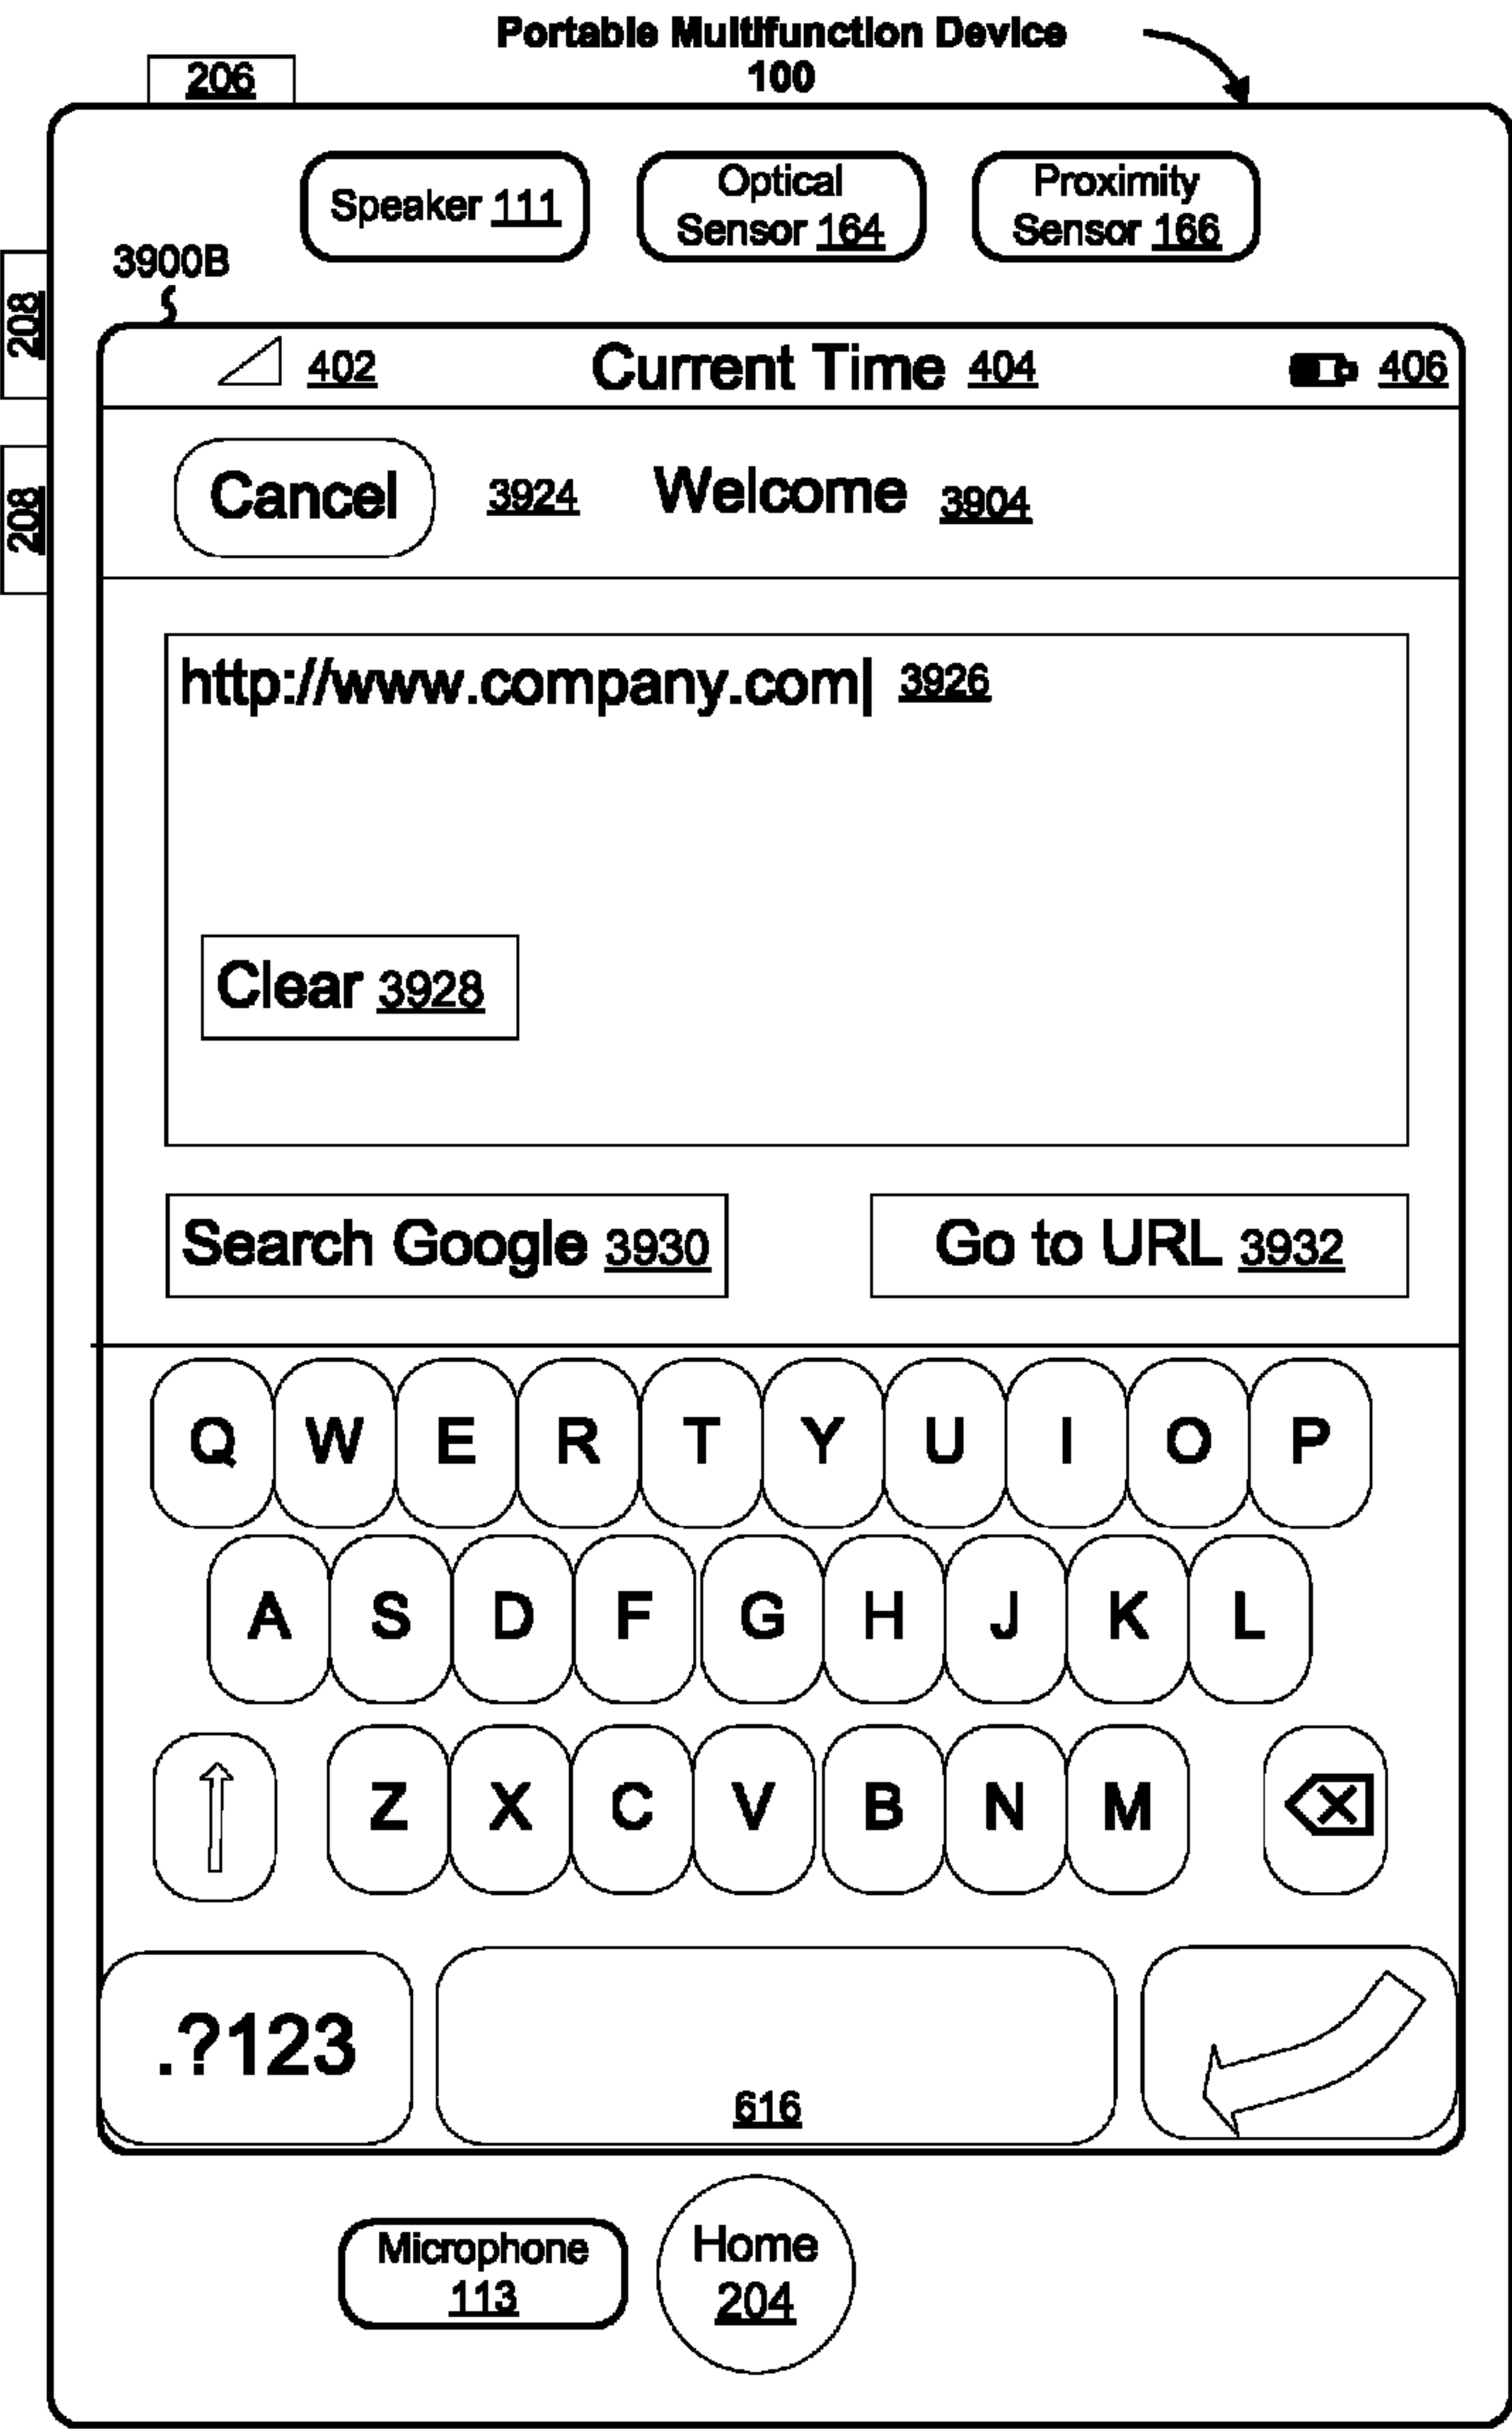 Portable Multifunction Device
100
206
Speaker 111
Optical
Sensor 164
Proximity
Sensor 166
3900B
208
208
402 Current Time 404 406
Cancel 3924 Welcome 3904
http://www.company.com| 3926
Clear 3928
Search Google 3930 Go to URL 3932
Q W E R T Y U I O P
A S D F G H J K L
Z X C V B N M
.?123
616
Microphone
113
Home
204